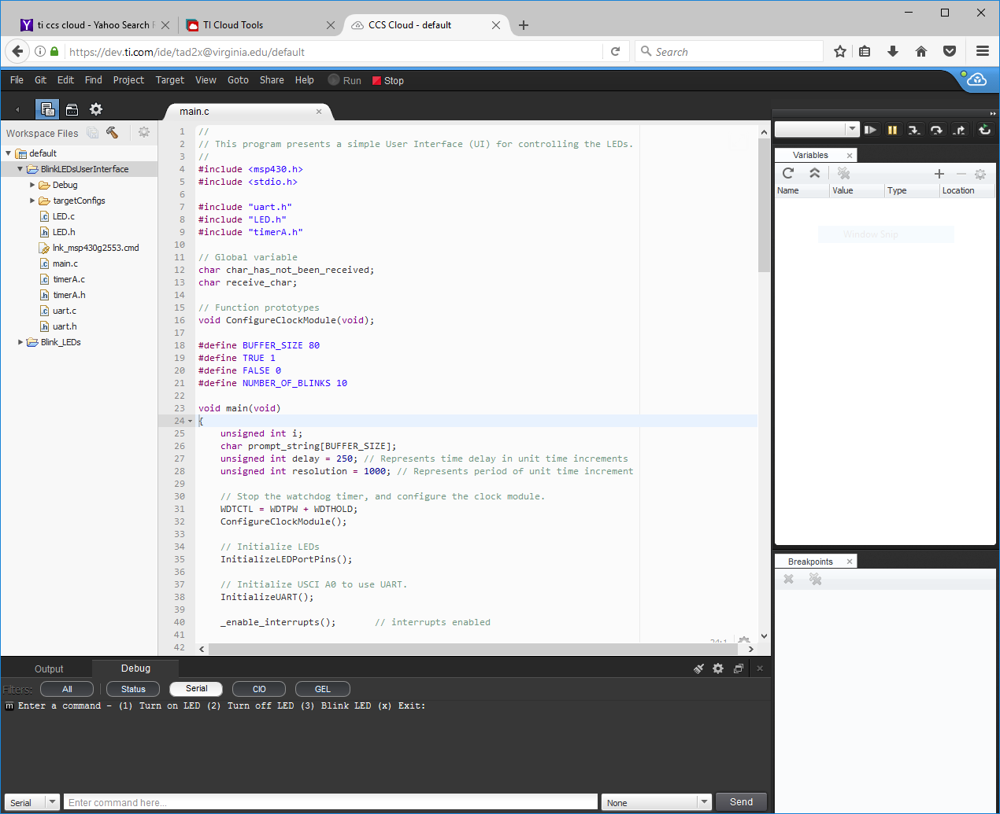 ti ccs cloud - Yahoo Search
TI Cloud Tools
CCS Cloud - default
https://dev.ti.com/ide/tad2x@virginia.edu/default
Search
File Git Edit Find Project Target View Goto Share Help Run Stop
main.c
Workspace Files
default
BlinkLEDsUserInterface
Debug
targetConfigs
LED.c
LED.h
lnk_msp430g2553.cmd
main.c
timerA.c
timerA.h
uart.c
uart.h
Blink_LEDs
1 //
2 // This program presents a simple User Interface (UI) for controlling the LEDs.
3 //
4 #include <msp430.h>
5 #include <stdio.h>
6
7 #include "uart.h"
8 #include "LED.h"
9 #include "timerA.h"
10
11 // Global variable
12 char char_has_not_been_received;
13 char receive_char;
14
15 // Function prototypes
16 void ConfigureClockModule(void);
17
18 #define BUFFER_SIZE 80
19 #define TRUE 1
20 #define FALSE 0
21 #define NUMBER_OF_BLINKS 10
22
23 void main(void)
24 {
25 unsigned int i;
26 char prompt_string[BUFFER_SIZE];
27 unsigned int delay = 250; // Represents time delay in unit time increments
28 unsigned int resolution = 1000; // Represents period of unit time increment
29
30 // Stop the watchdog timer, and configure the clock module.
31 WDTCTL = WDTPW + WDTHOLD;
32 ConfigureClockModule();
33
34 // Initialize LEDs
35 InitializeLEDPortPins();
36
37 // Initialize USCI A0 to use UART.
38 InitializeUART();
39
40 _enable_interrupts(); // interrupts enabled
41
42
24:1
Variables
Name Value Type Location
Window Snip
Breakpoints
Output Debug
Filters: All Status Serial CIO GEL
m Enter a command - (1) Turn on LED (2) Turn off LED (3) Blink LED (x) Exit:
Serial Enter command here... None Send